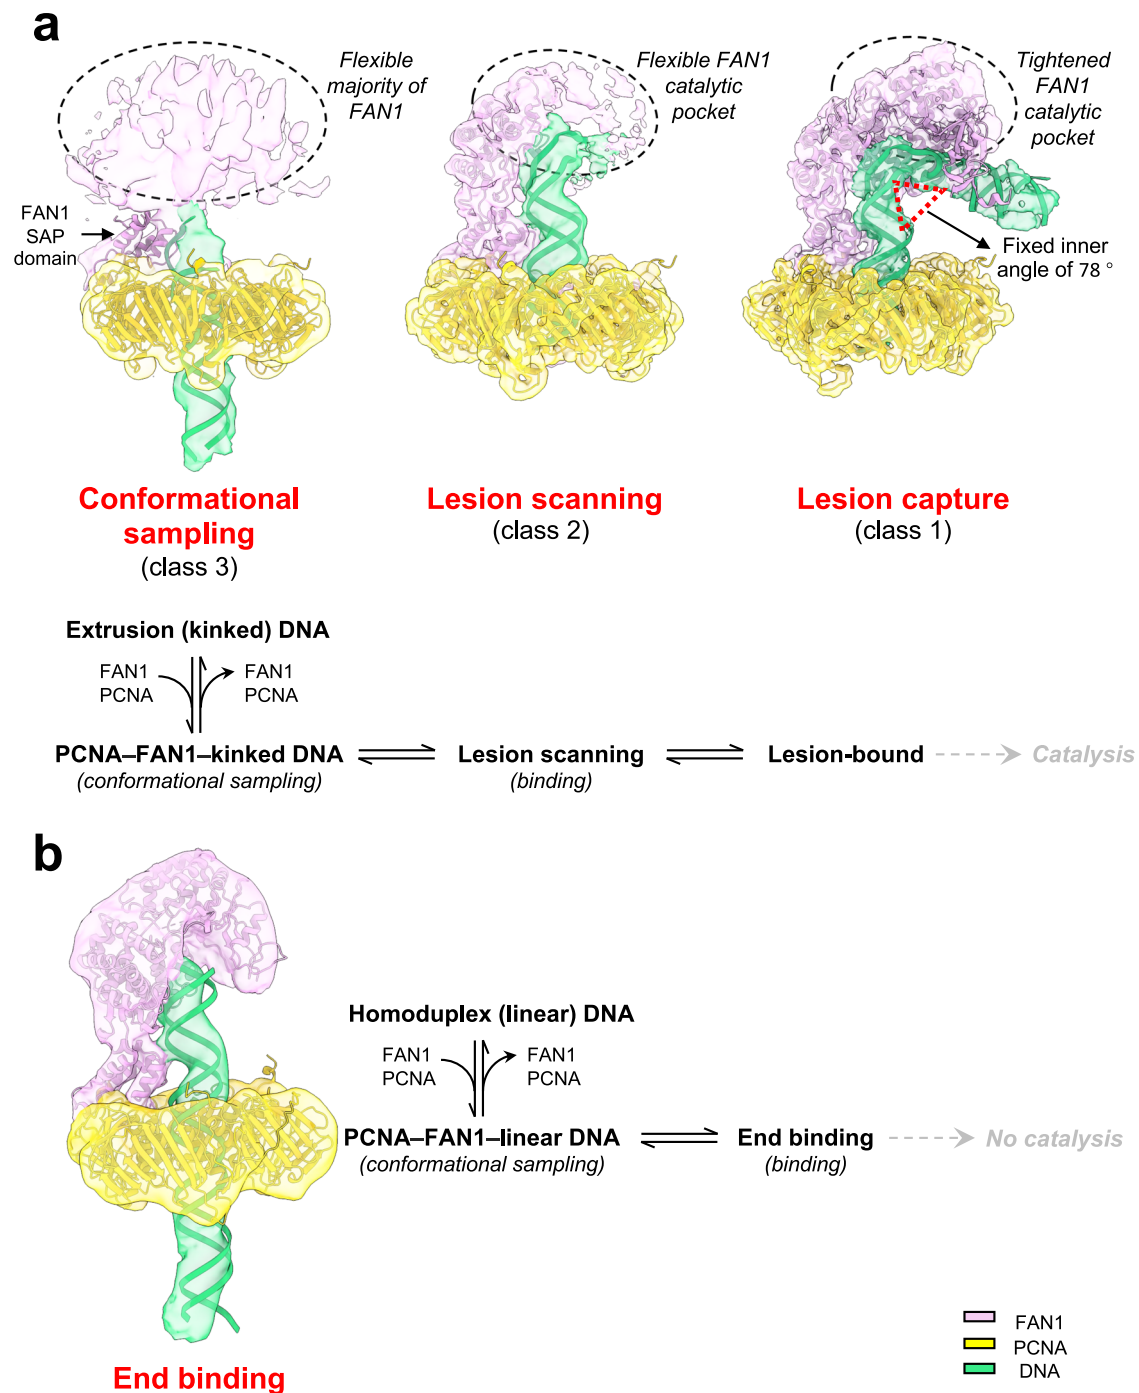 a
Flexible
majority of
FAN1
Flexible FAN1
catalytic
pocket
Tightened
FAN1
catalytic
pocket
FAN1
SAP
domain
Fixed inner
angle of 78 °
Conformational
sampling
(class 3)
Lesion scanning
(class 2)
Lesion capture
(class 1)
Extrusion (kinked) DNA
FAN1
PCNA
FAN1
PCNA
PCNA–FAN1–kinked DNA
(conformational sampling)
Lesion scanning
(binding)
Lesion-bound
Catalysis
b
Homoduplex (linear) DNA
FAN1
PCNA
FAN1
PCNA
PCNA–FAN1–linear DNA
(conformational sampling)
End binding
(binding)
No catalysis
End binding
FAN1
PCNA
DNA